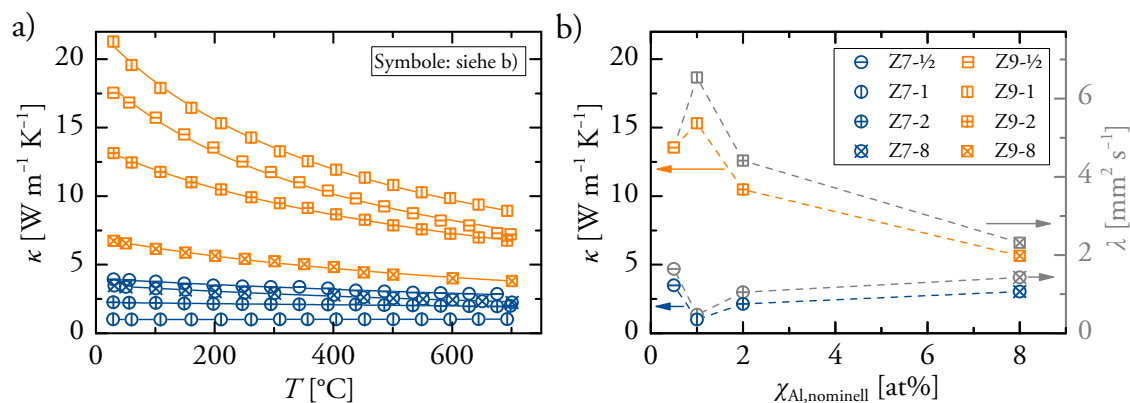 a)
κ [W m⁻¹ K⁻¹]
20
15
10
5
0
Symbole: siehe b)
0 200 400 600
T [°C]
b)
κ [W m⁻¹ K⁻¹]
20
15
10
5
0
Z7-½ Z9-½
Z7-1 Z9-1
Z7-2 Z9-2
Z7-8 Z9-8
0 2 4 6 8
χAl,nominell [at%]
6
4
2
0
λ [mm² s⁻¹]